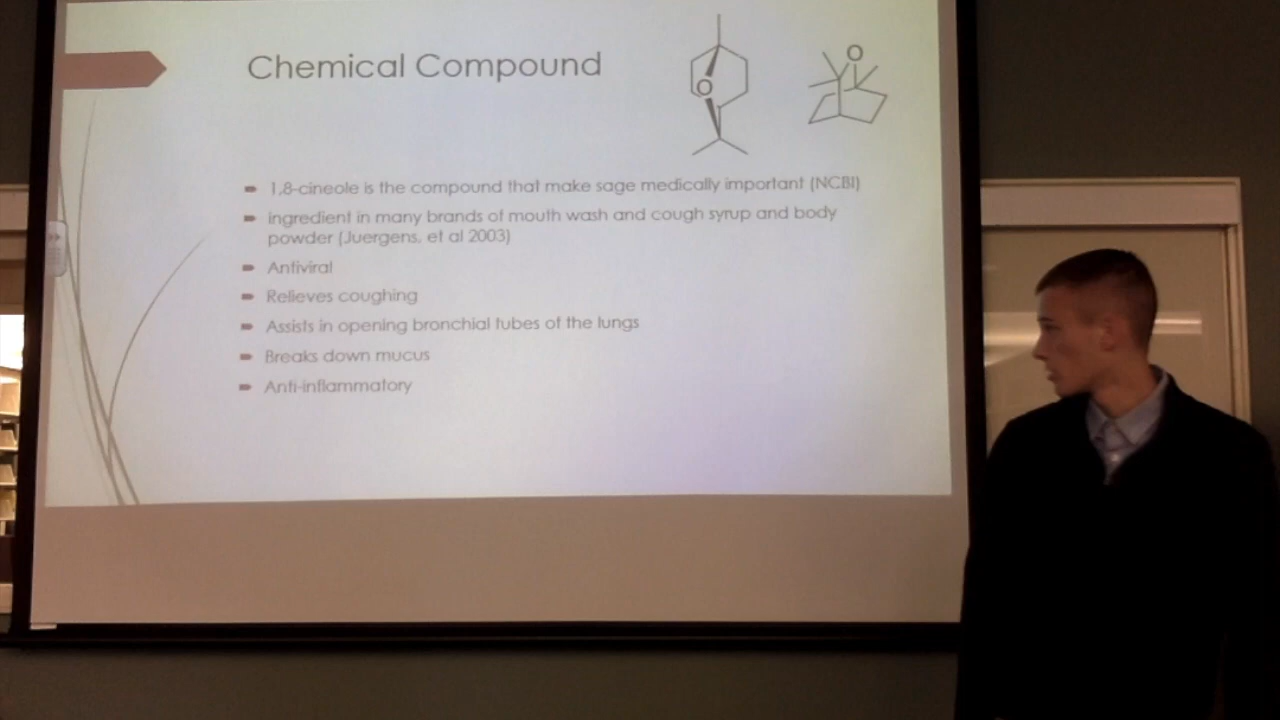 Chemical Compound
O
O
1,8-cineole is the compound that make sage medically important (NCBI)
ingredient in many brands of mouth wash and cough syrup and body
powder (Juergens, et al 2003)
Antiviral
Relieves coughing
Assists in opening bronchial tubes of the lungs
Breaks down mucus
Anti-inflammatory